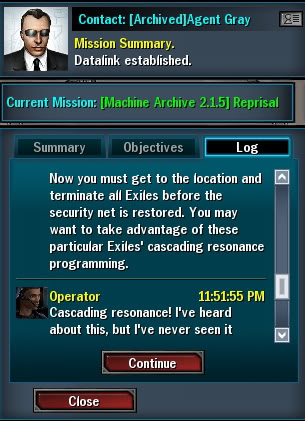 Contact: [Archived]Agent Gray
Mission Summary.
Datalink established.
Current Mission: [Machine Archive 2.1.5] Reprisal
Summary
Objectives
Log
Now you must get to the location and
terminate all Exiles before the
security net is restored. You may
want to take advantage of these
particular Exiles' cascading resonance
programming.
Operator 11:51:55 PM
Cascading resonance! I've heard
about this, but I've never seen it
Continue
Close